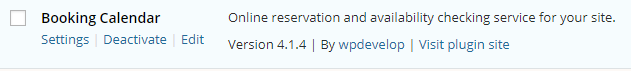 Booking Calendar
Settings | Deactivate | Edit
Online reservation and availability checking service for your site.
Version 4.1.4 | By wpdevelop | Visit plugin site